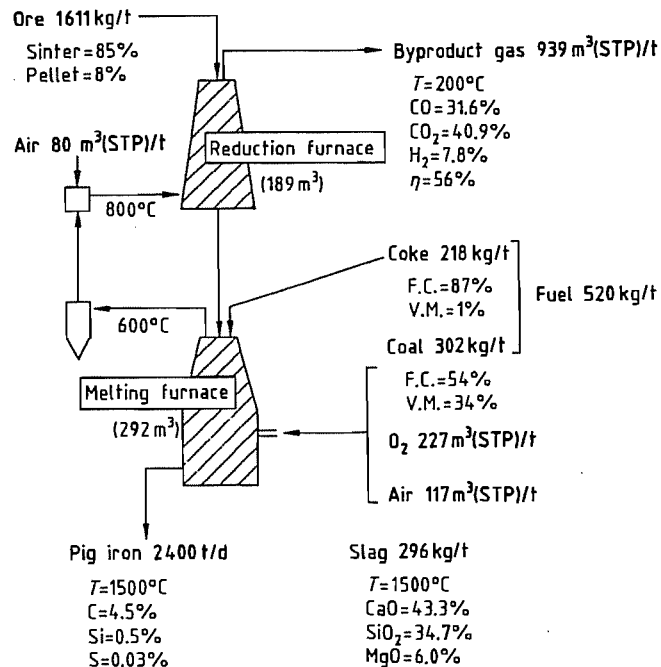 Ore 1611 kg/t
Sinter=85%
Pellet=8%
Byproduct gas 939 m³(STP)/t
T=200°C
CO=31.6%
CO₂=40.9%
H₂=7.8%
η=56%
Air 80 m³(STP)/t
Reduction furnace
(189 m³)
800°C
Coke 218 kg/t
F.C.=87%
V.M.=1%
Fuel 520 kg/t
600°C
Coal 302 kg/t
F.C.=54%
V.M.=34%
Melting furnace
(292 m³)
O₂ 227 m³(STP)/t
Air 117 m³(STP)/t
Pig iron 2400 t/d
T=1500°C
C=4.5%
Si=0.5%
S=0.03%
Slag 296 kg/t
T=1500°C
CaO=43.3%
SiO₂=34.7%
MgO=6.0%